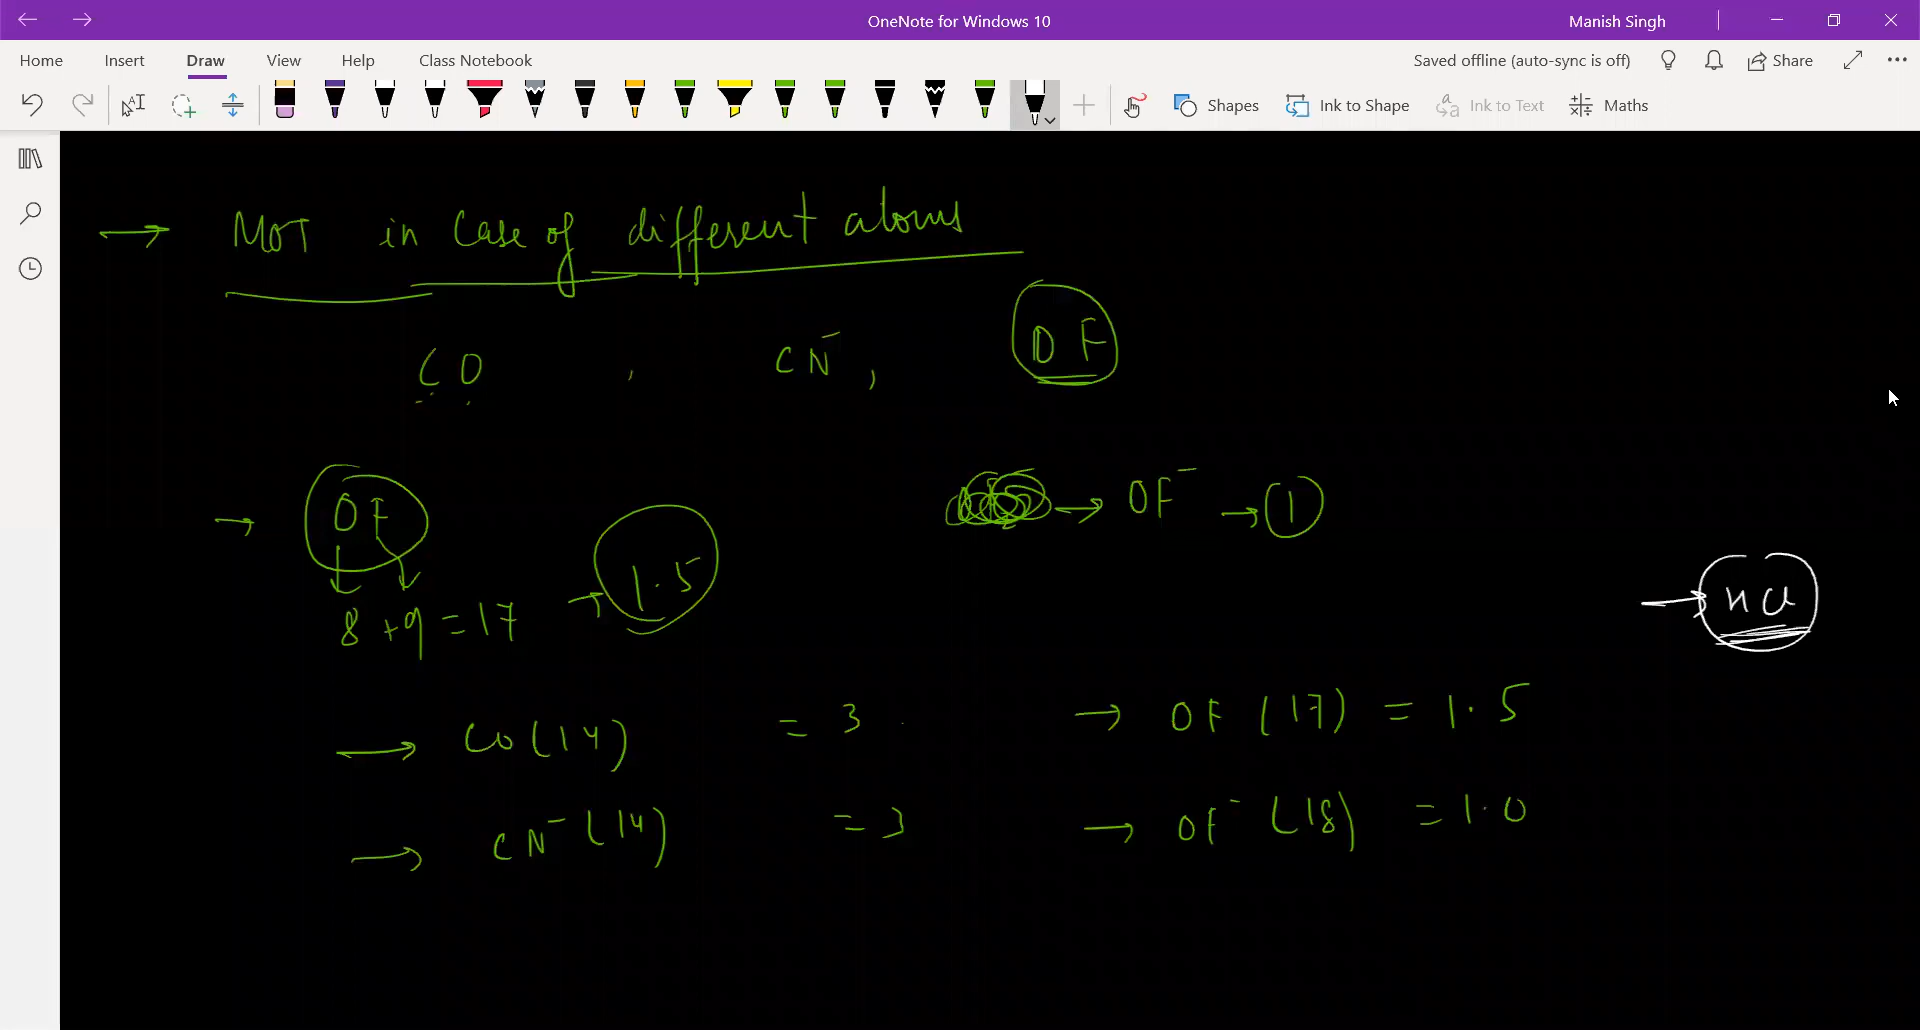 OneNote for Windows 10
Manish Singh
Home Insert Draw View Help Class Notebook
Saved offline (auto-sync is off) Share
Shapes Ink to Shape Ink to Text Maths
→ MOT in Case of different atoms
CO , CN⁻, OF
→ OF
OF⁻ → 1
8 + 9 = 17 → 1.5
HCl
→ CO (14) = 3 .
→ OF (17) = 1.5
→ CN⁻ (14) = 3
→ OF⁻ (18) = 1.0